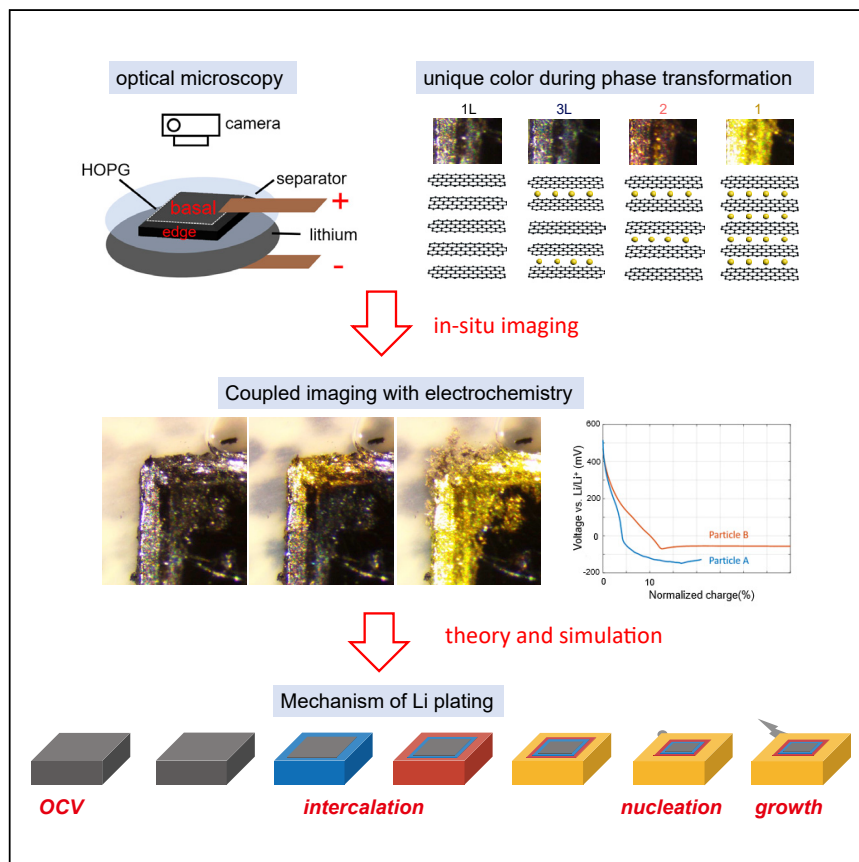 optical microscopy
unique color during phase transformation
camera
HOPG
separator
basal
edge
lithium
+
-
1L 3L 2 1
in-situ imaging
Coupled imaging with electrochemistry
Voltage vs. Li/Li⁺ (mV)
600
400
200
0
-200
Particle B
Particle A
0 10
Normalized charge(%)
theory and simulation
Mechanism of Li plating
OCV intercalation nucleation growth